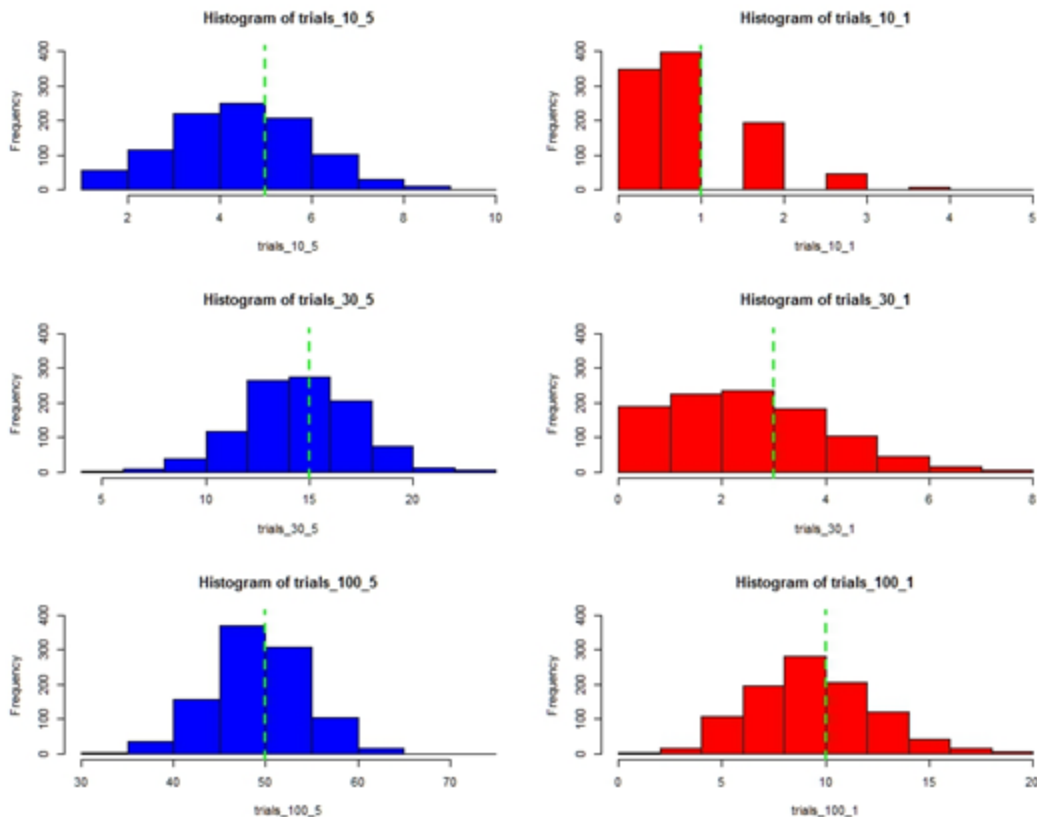 Histogram of trials_10_5
Frequency
0 100 200 300 400
2 4 6 8 10
trials_10_5
Histogram of trials_10_1
Frequency
0 100 200 300 400
0 1 2 3 4 5
trials_10_1
Histogram of trials_30_5
Frequency
0 100 200 300 400
5 10 15 20
trials_30_5
Histogram of trials_30_1
Frequency
0 100 200 300 400
0 2 4 6 8
trials_30_1
Histogram of trials_100_5
Frequency
0 100 200 300 400
30 40 50 60 70
trials_100_5
Histogram of trials_100_1
Frequency
0 100 200 300 400
0 5 10 15 20
trials_100_1